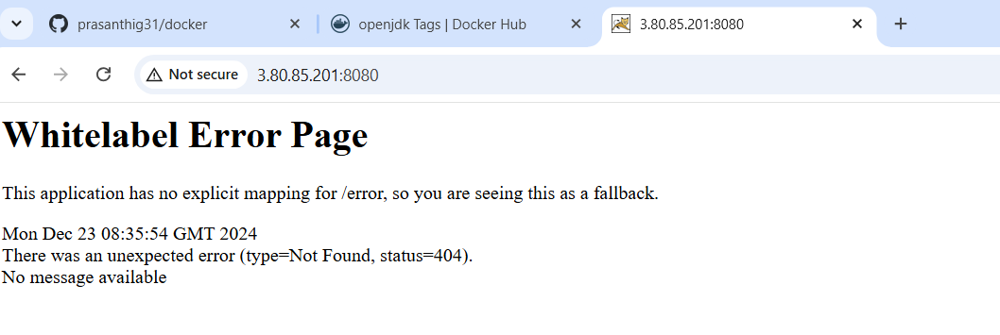 prasanthig31/docker
openjdk Tags | Docker Hub
3.80.85.201:8080
Not secure
3.80.85.201:8080
Whitelabel Error Page
This application has no explicit mapping for /error, so you are seeing this as a fallback.
Mon Dec 23 08:35:54 GMT 2024
There was an unexpected error (type=Not Found, status=404).
No message available